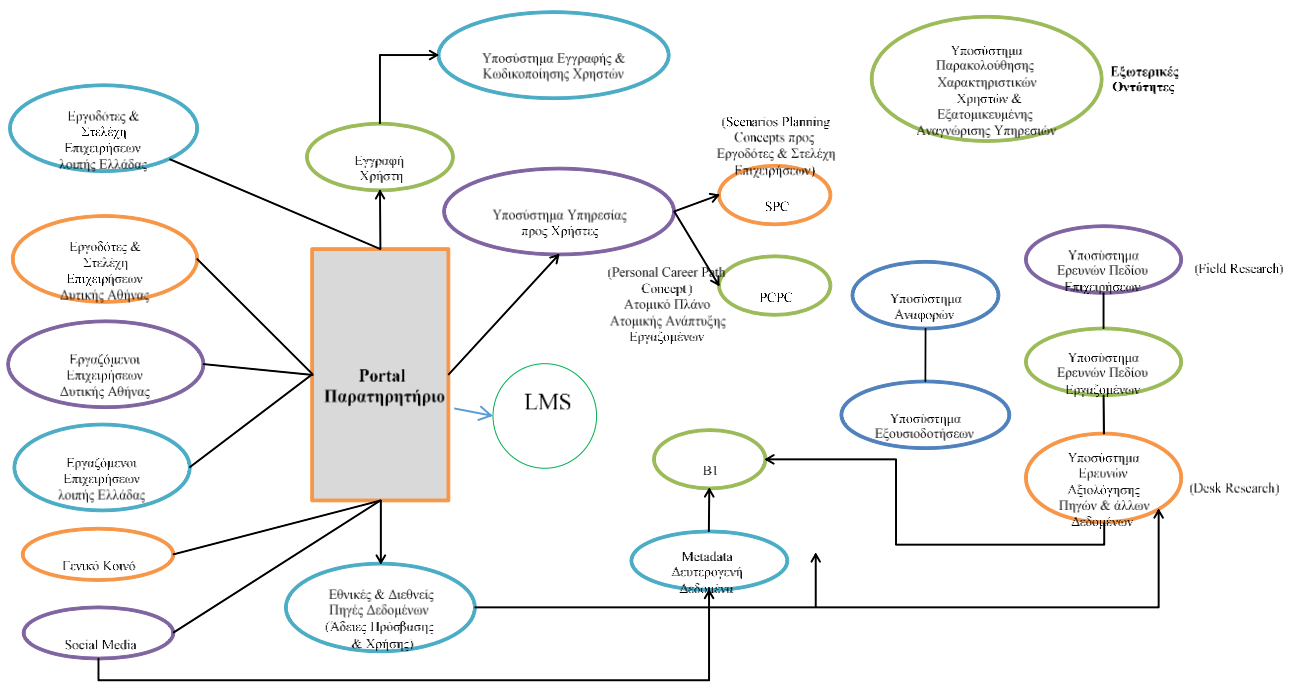 Υποσύστημα Εγγραφής &
Κωδικοποίησης Χρηστών
Υποσύστημα
Παρακολούθησης
Χαρακτηριστικών
Χρηστών &
Εξατομικευμένης
Αναγνώρισης Υπηρεσιών
Εξωτερικές
Οντότητες
Εργοδότες &
Στελέχη
Επιχειρήσεων
λοιπής Ελλάδας
Εγγραφή
Χρήστη
(Scenarios Planning
Concepts προς
Εργοδότες & Στελέχη
Επιχειρήσεων)
SPC
Υποσύστημα Υπηρεσίας
προς Χρήστες
Εργοδότες &
Στελέχη
Επιχειρήσεων
Δυτικής Αθήνας
(Personal Career Path
Concept)
Ατομικό Πλάνο
Ατομικής Ανάπτυξης
Εργαζομένων
PCPC
Υποσύστημα
Αναφορών
Υποσύστημα
Ερευνών Πεδίου
Επιχειρήσεων
(Field Research)
Εργαζόμενοι
Επιχειρήσεων
Δυτικής Αθήνας
Portal
Παρατηρητήριο
LMS
Υποσύστημα
Ερευνών Πεδίου
Εργαζομένων
Υποσύστημα
Εξουσιοδοτήσεων
Εργαζόμενοι
Επιχειρήσεων
λοιπής Ελλάδας
BI
Υποσύστημα
Ερευνών
Αξιολόγησης
Πηγών & άλλων
Δεδομένων
(Desk Research)
Γενικό Κοινό
Metadata
Δευτερογενή
Δεδομένα
Εθνικές & Διεθνείς
Πηγές Δεδομένων
(Άδειες Πρόσβασης
& Χρήσης)
Social Media